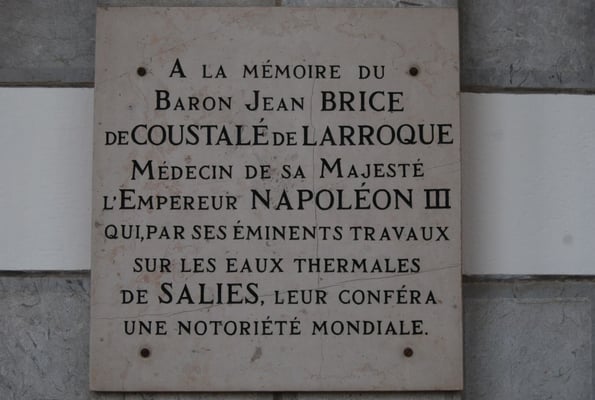 A LA MÉMOIRE DU
BARON JEAN BRICE
DE COUSTALÉ DE LARROQUE
MÉDECIN DE SA MAJESTÉ
L'EMPEREUR NAPOLÉON III
QUI, PAR SES ÉMINENTS TRAVAUX
SUR LES EAUX THERMALES
DE SALIES, LEUR CONFÉRA
UNE NOTORIÉTÉ MONDIALE.